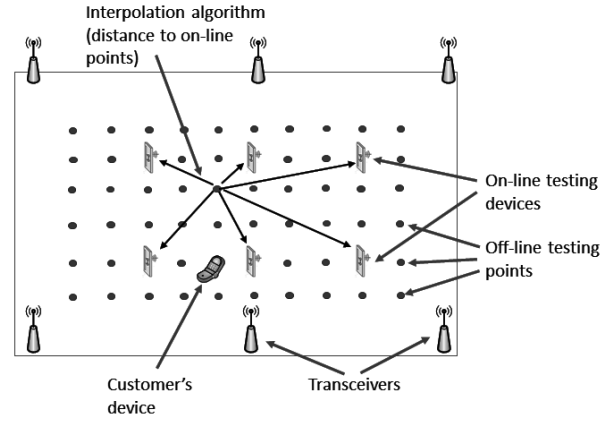 Interpolation algorithm
(distance to on-line
points)
On-line testing
devices
Off-line testing
points
Customer's
device
Transceivers